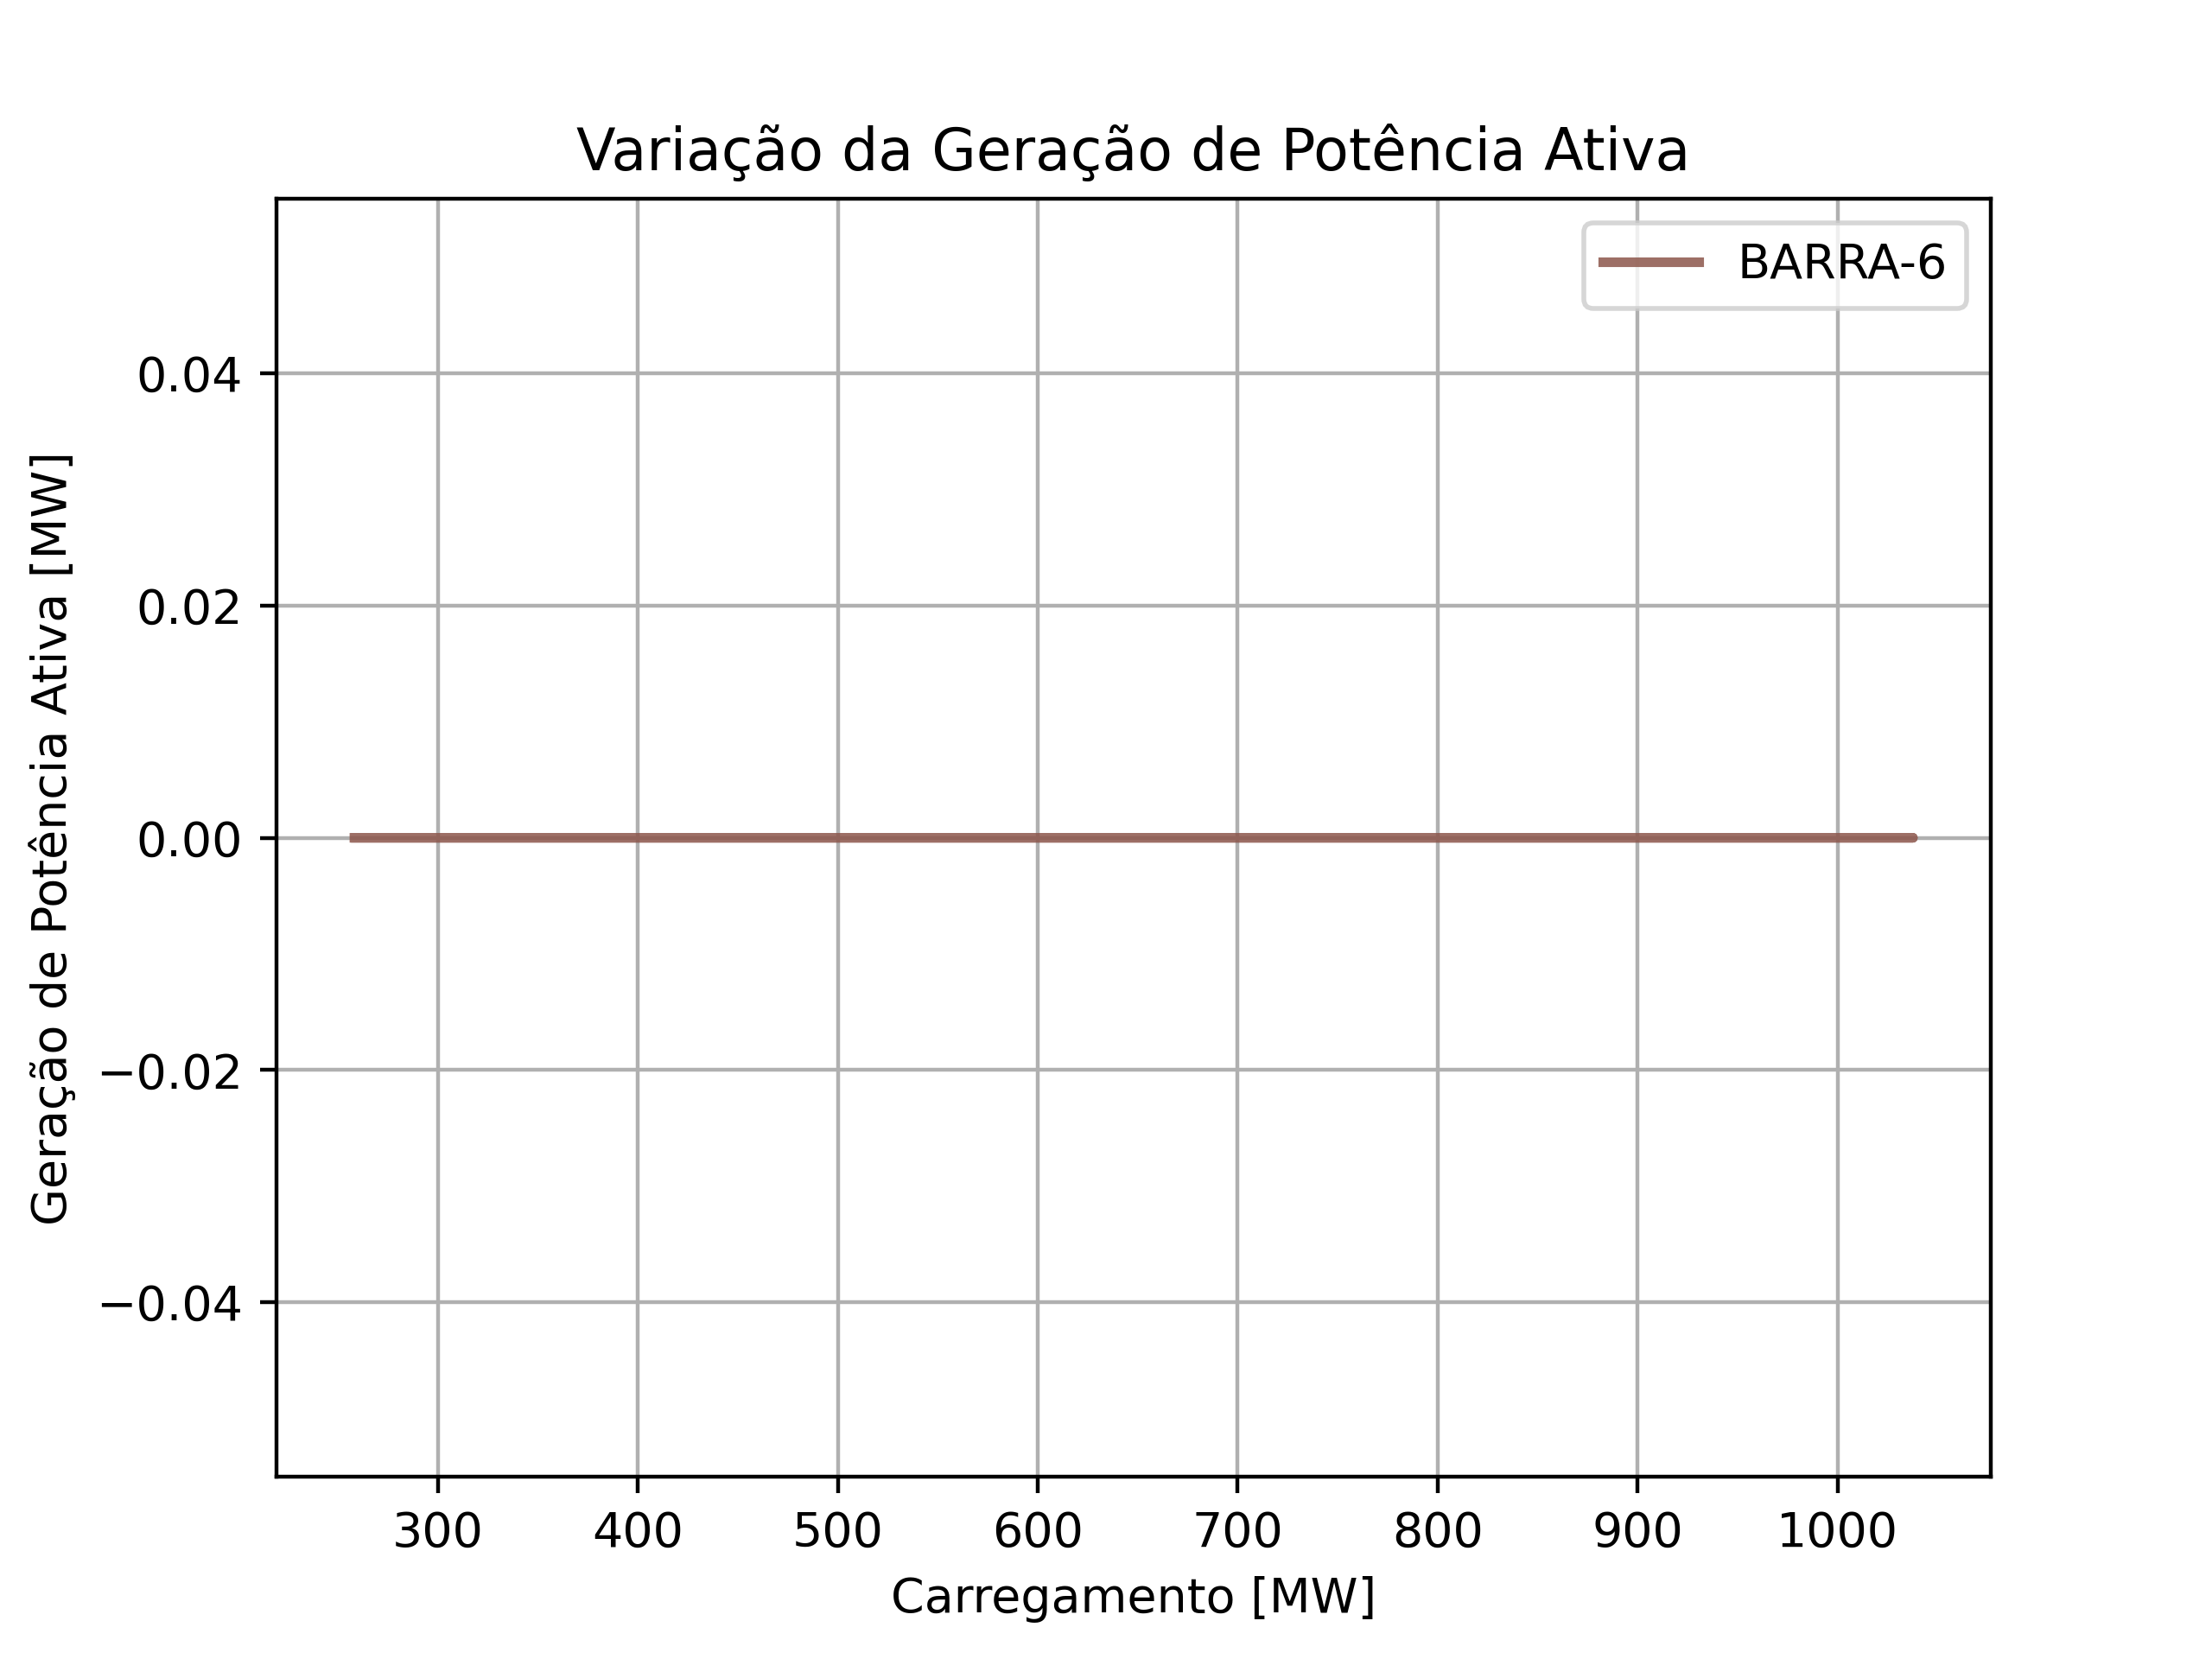 Variação da Geração de Potência Ativa
BARRA-6
Geração de Potência Ativa [MW]
0.04
0.02
0.00
−0.02
−0.04
300 400 500 600 700 800 900 1000
Carregamento [MW]